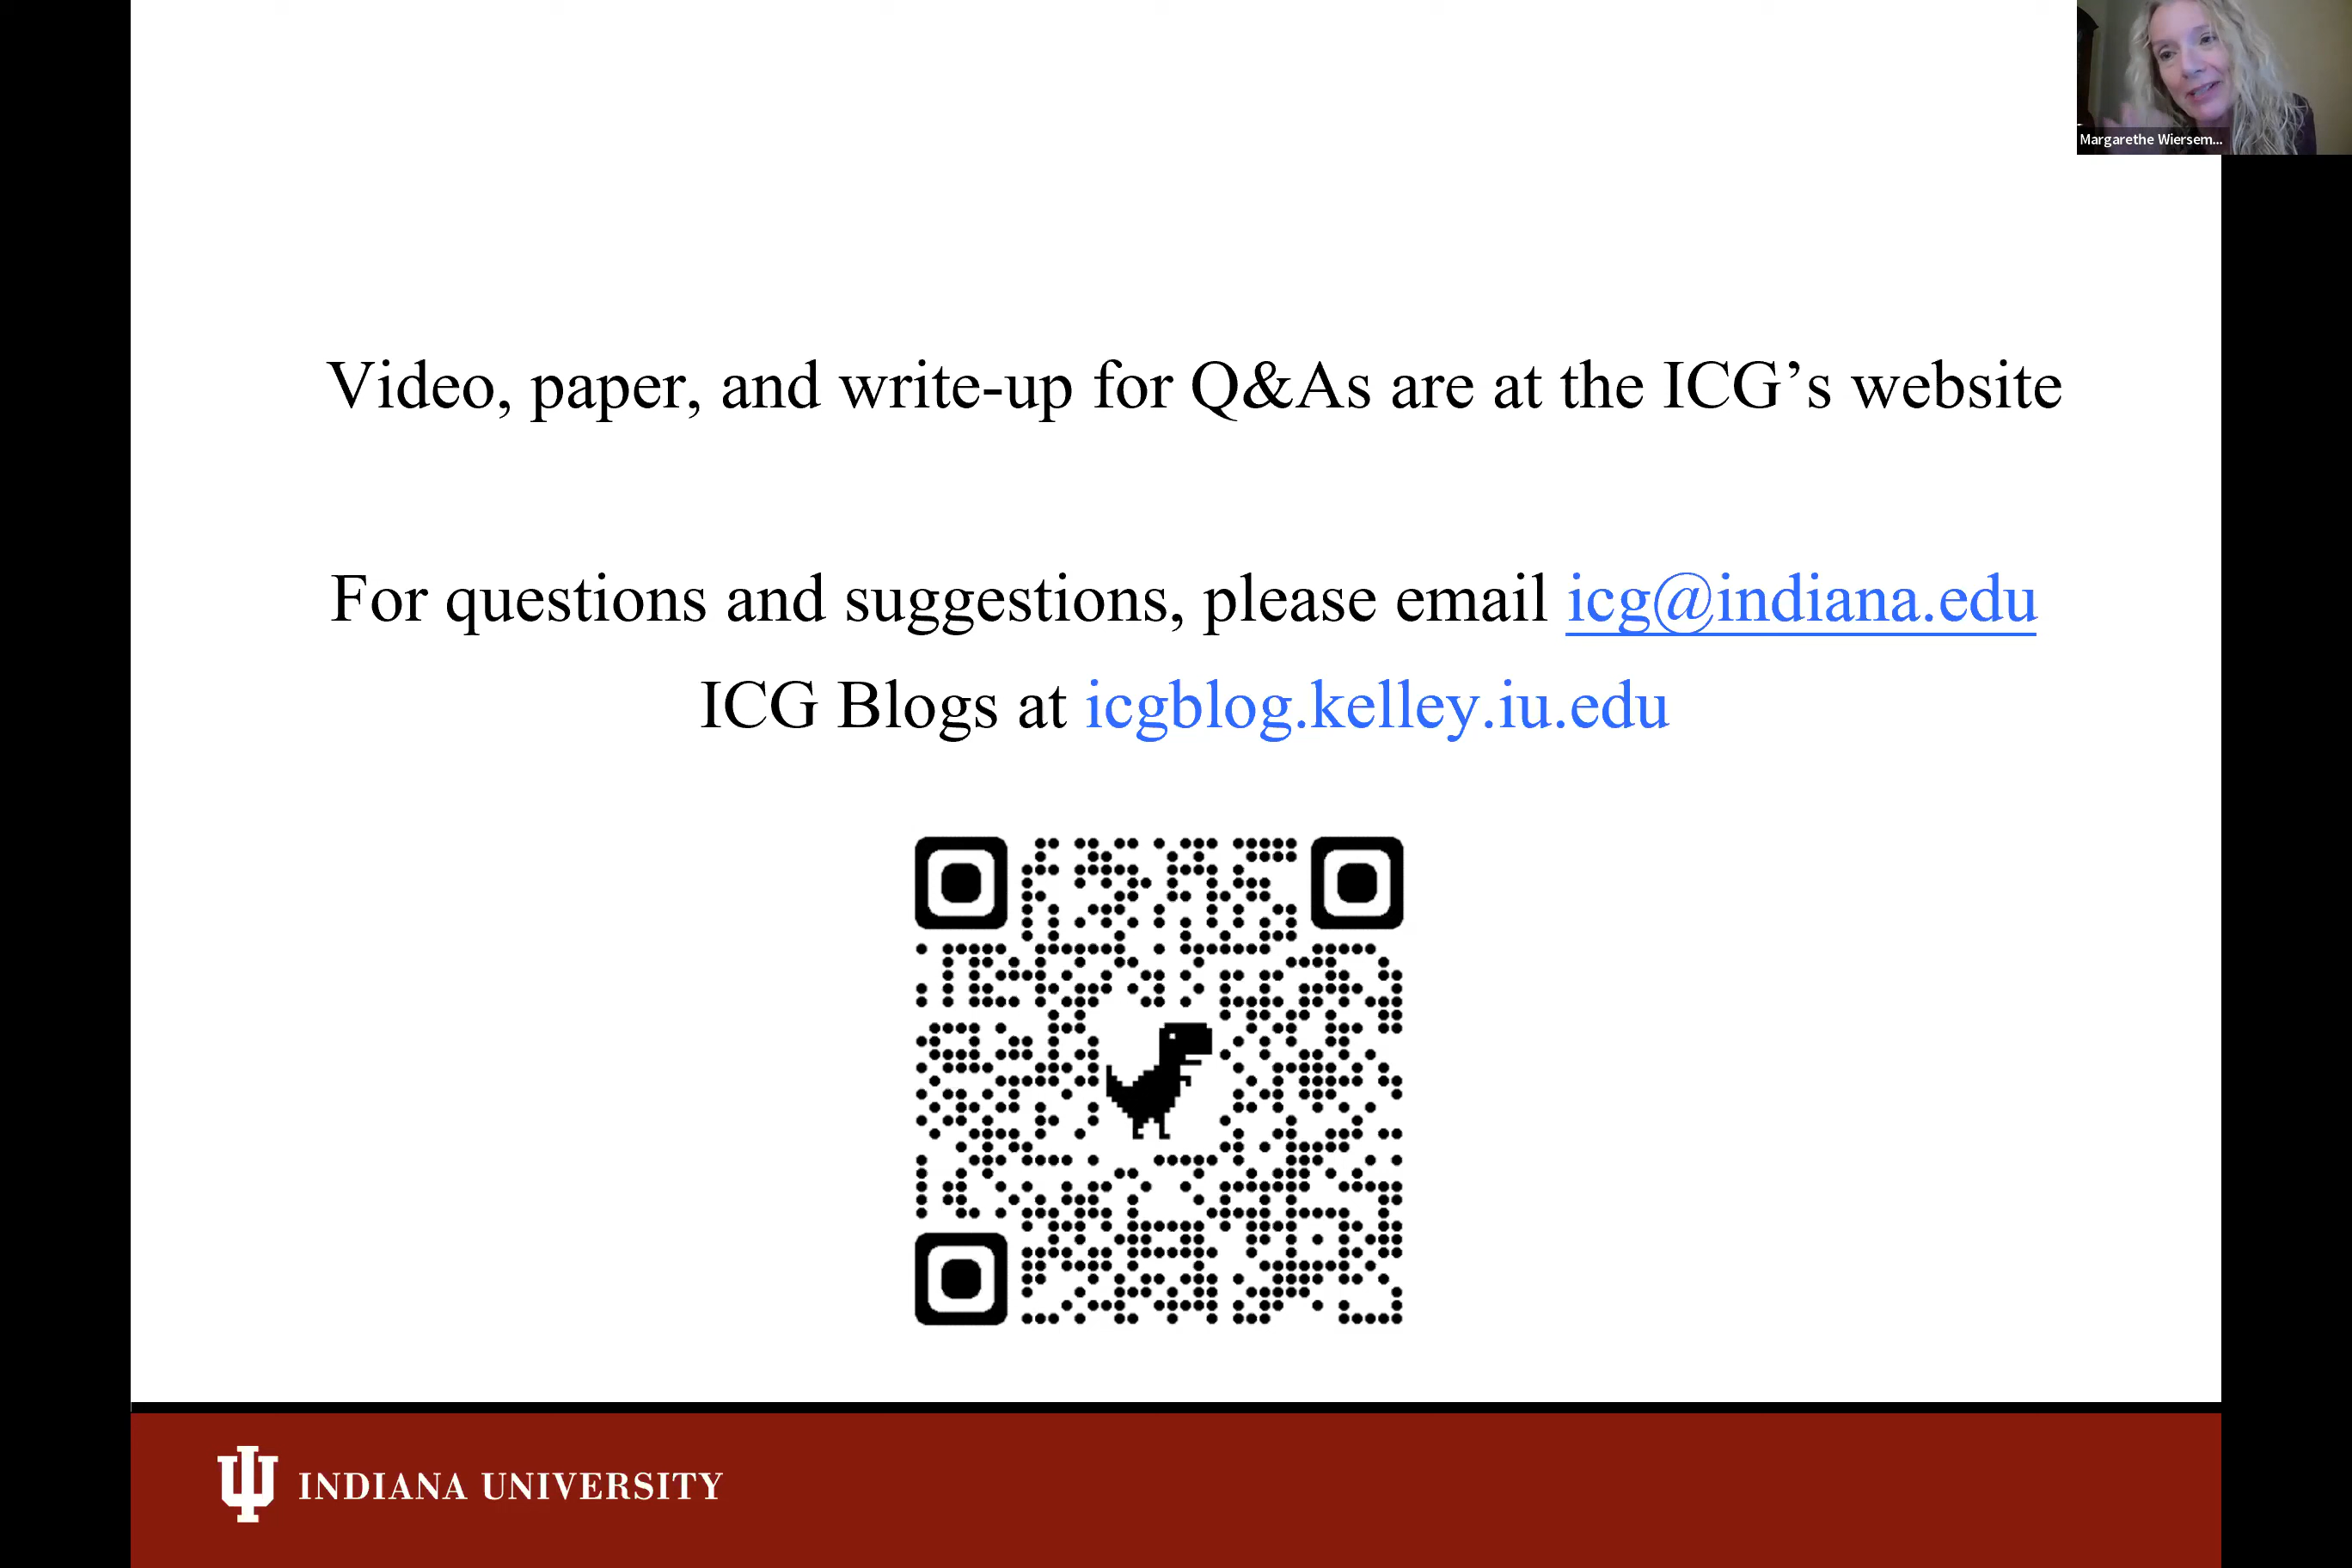 Margarethe Wiersem...
Video, paper, and write-up for Q&As are at the ICG’s website
For questions and suggestions, please email icg@indiana.edu
ICG Blogs at icgblog.kelley.iu.edu
INDIANA UNIVERSITY